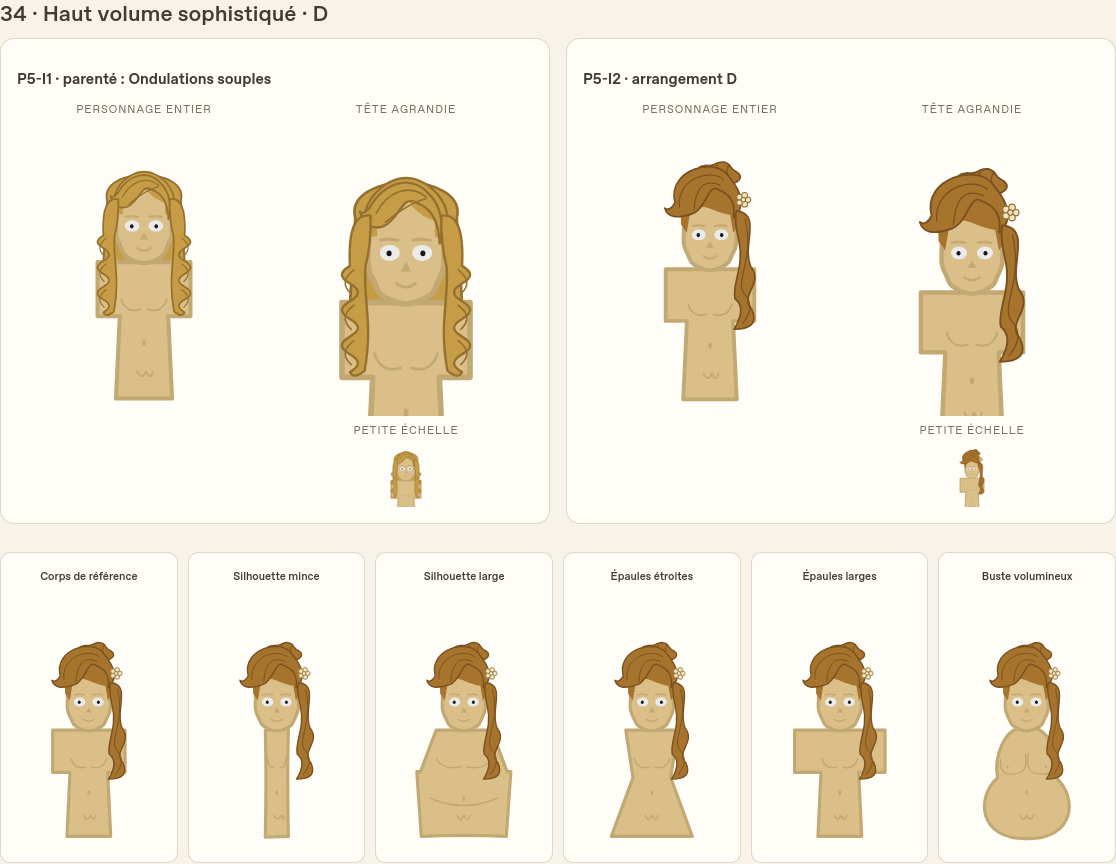 34 · Haut volume sophistiqué · D
P5-I1 · parenté : Ondulations souples
PERSONNAGE ENTIER
TÊTE AGRANDIE
PETITE ÉCHELLE
P5-I2 · arrangement D
PERSONNAGE ENTIER
TÊTE AGRANDIE
PETITE ÉCHELLE
Corps de référence
Silhouette mince
Silhouette large
Épaules étroites
Épaules larges
Buste volumineux